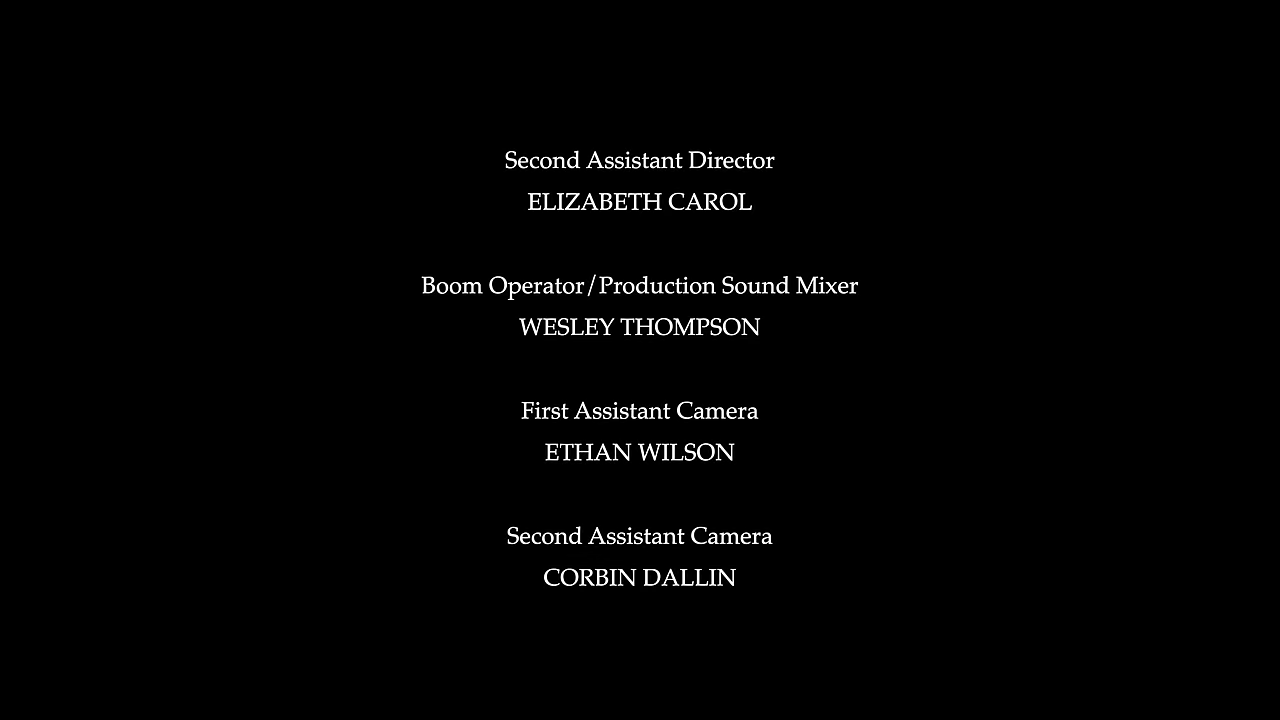 Second Assistant Director
ELIZABETH CAROL
Boom Operator/Production Sound Mixer
WESLEY THOMPSON
First Assistant Camera
ETHAN WILSON
Second Assistant Camera
CORBIN DALLIN